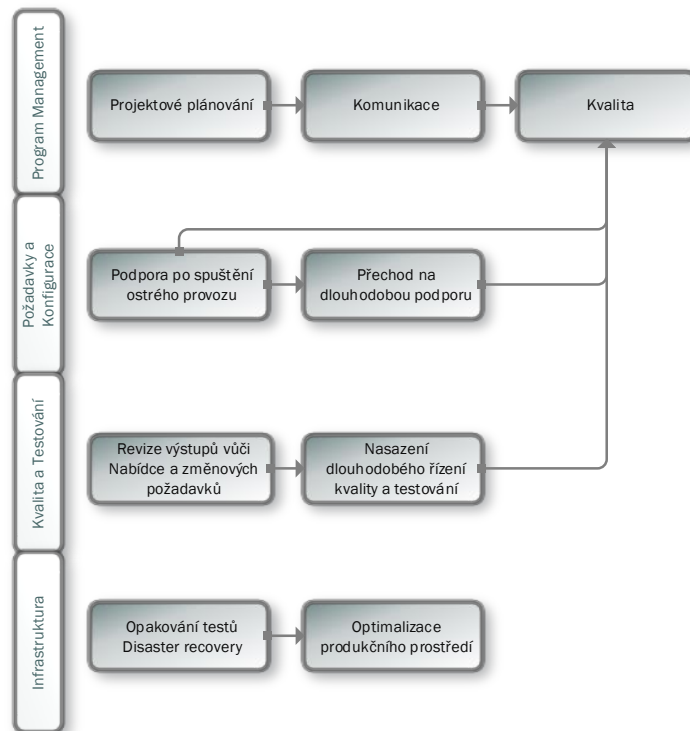 Program Management
Projektové plánování
Komunikace
Kvalita
Požadavky a
Konfigurace
Podpora po spuštění
ostrého provozu
Přechod na
dlouhodobou podporu
Kvalita a Testování
Revize výstupů vůči
Nabídce a změnových
požadavků
Nasazení
dlouhodobého řízení
kvality a testování
Infrastruktura
Opakování testů
Disaster recovery
Optimalizace
produkčního prostředí